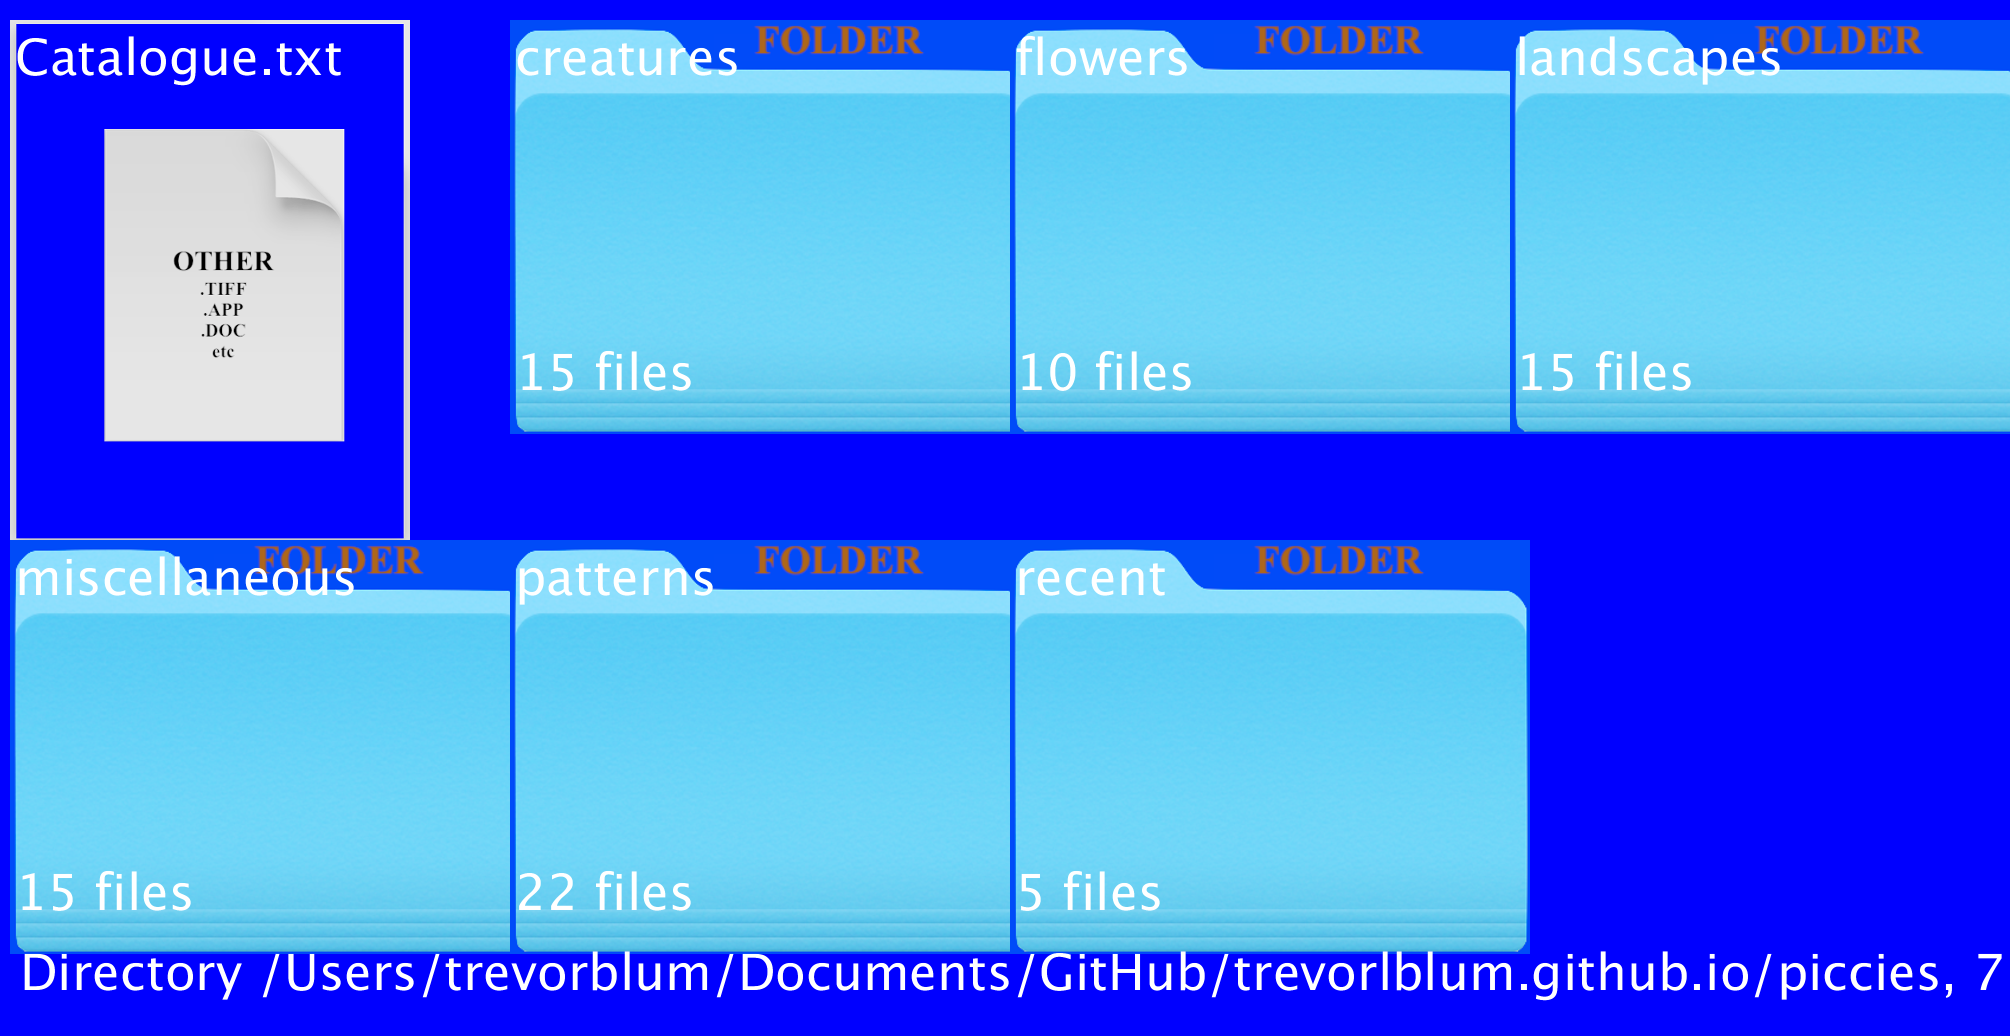 Catalogue.txt
OTHER
.TIFF
.APP
.DOC
etc
FOLDER
creatures
15 files
FOLDER
flowers
10 files
FOLDER
landscapes
15 files
FOLDER
miscellaneous
15 files
FOLDER
patterns
22 files
FOLDER
recent
5 files
Directory /Users/trevorblum/Documents/GitHub/trevorlblum.github.io/piccies, 7